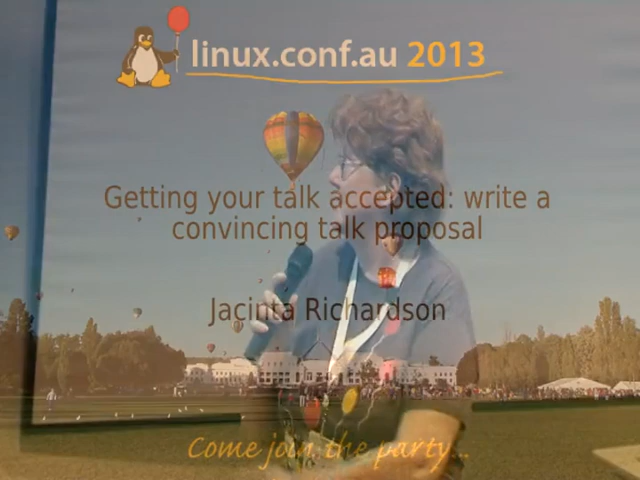 linux.conf.au 2013
Getting your talk accepted: write a
convincing talk proposal
Jacinta Richardson
Come join the party...